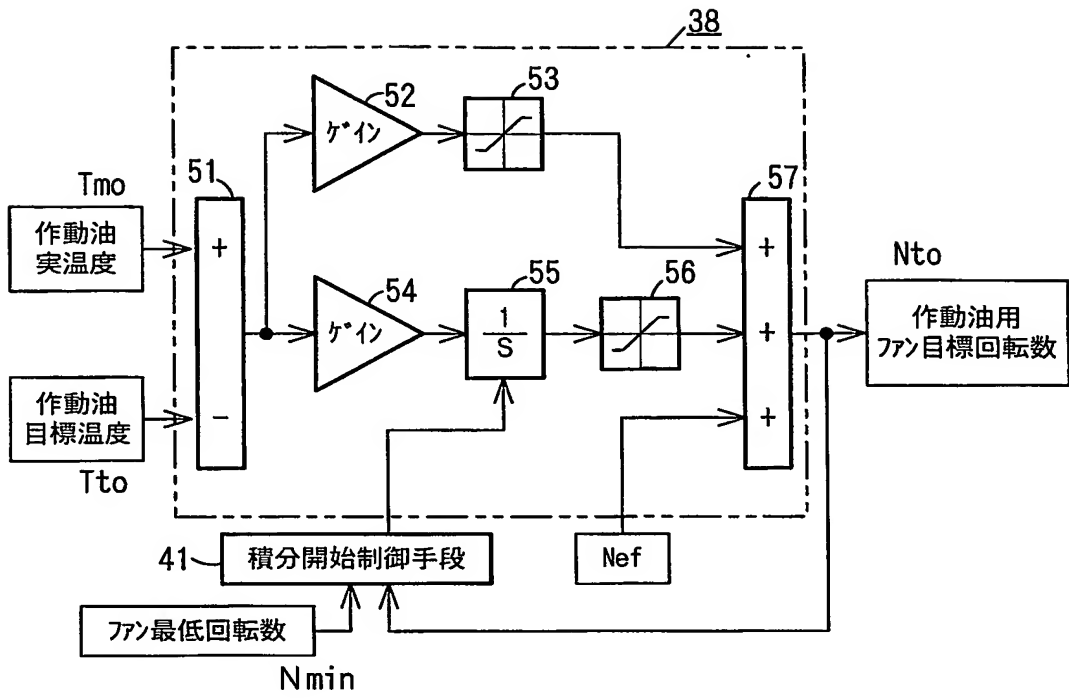 38
53
52
ｹﾞイン
Tmo
51
57
作動油
実温度
+
+
Nto
54
55
56
作動油用
ﾌｧﾝ目標回転数
ｹﾞイン
1
S
+
作動油
目標温度
−
+
Tto
41
積分開始制御手段
Nef
ﾌｧﾝ最低回転数
Nmin